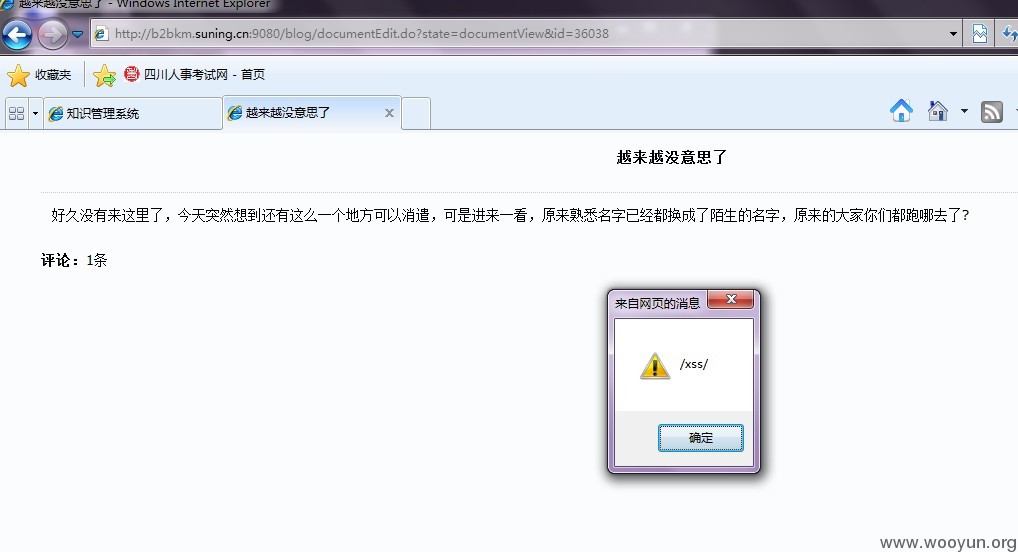 越来越没意思了 - Windows Internet Explorer
http://b2bkm.suning.cn:9080/blog/documentEdit.do?state=documentView&id=36038
收藏夹 四川人事考试网 - 首页
知识管理系统 越来越没意思了
越来越没意思了
好久没有来这里了，今天突然想到还有这么一个地方可以消遣，可是进来一看，原来熟悉名字已经都换成了陌生的名字，原来的大家你们都跑哪去了？
评论：1条
来自网页的消息
/xss/
确定
www.wooyun.org